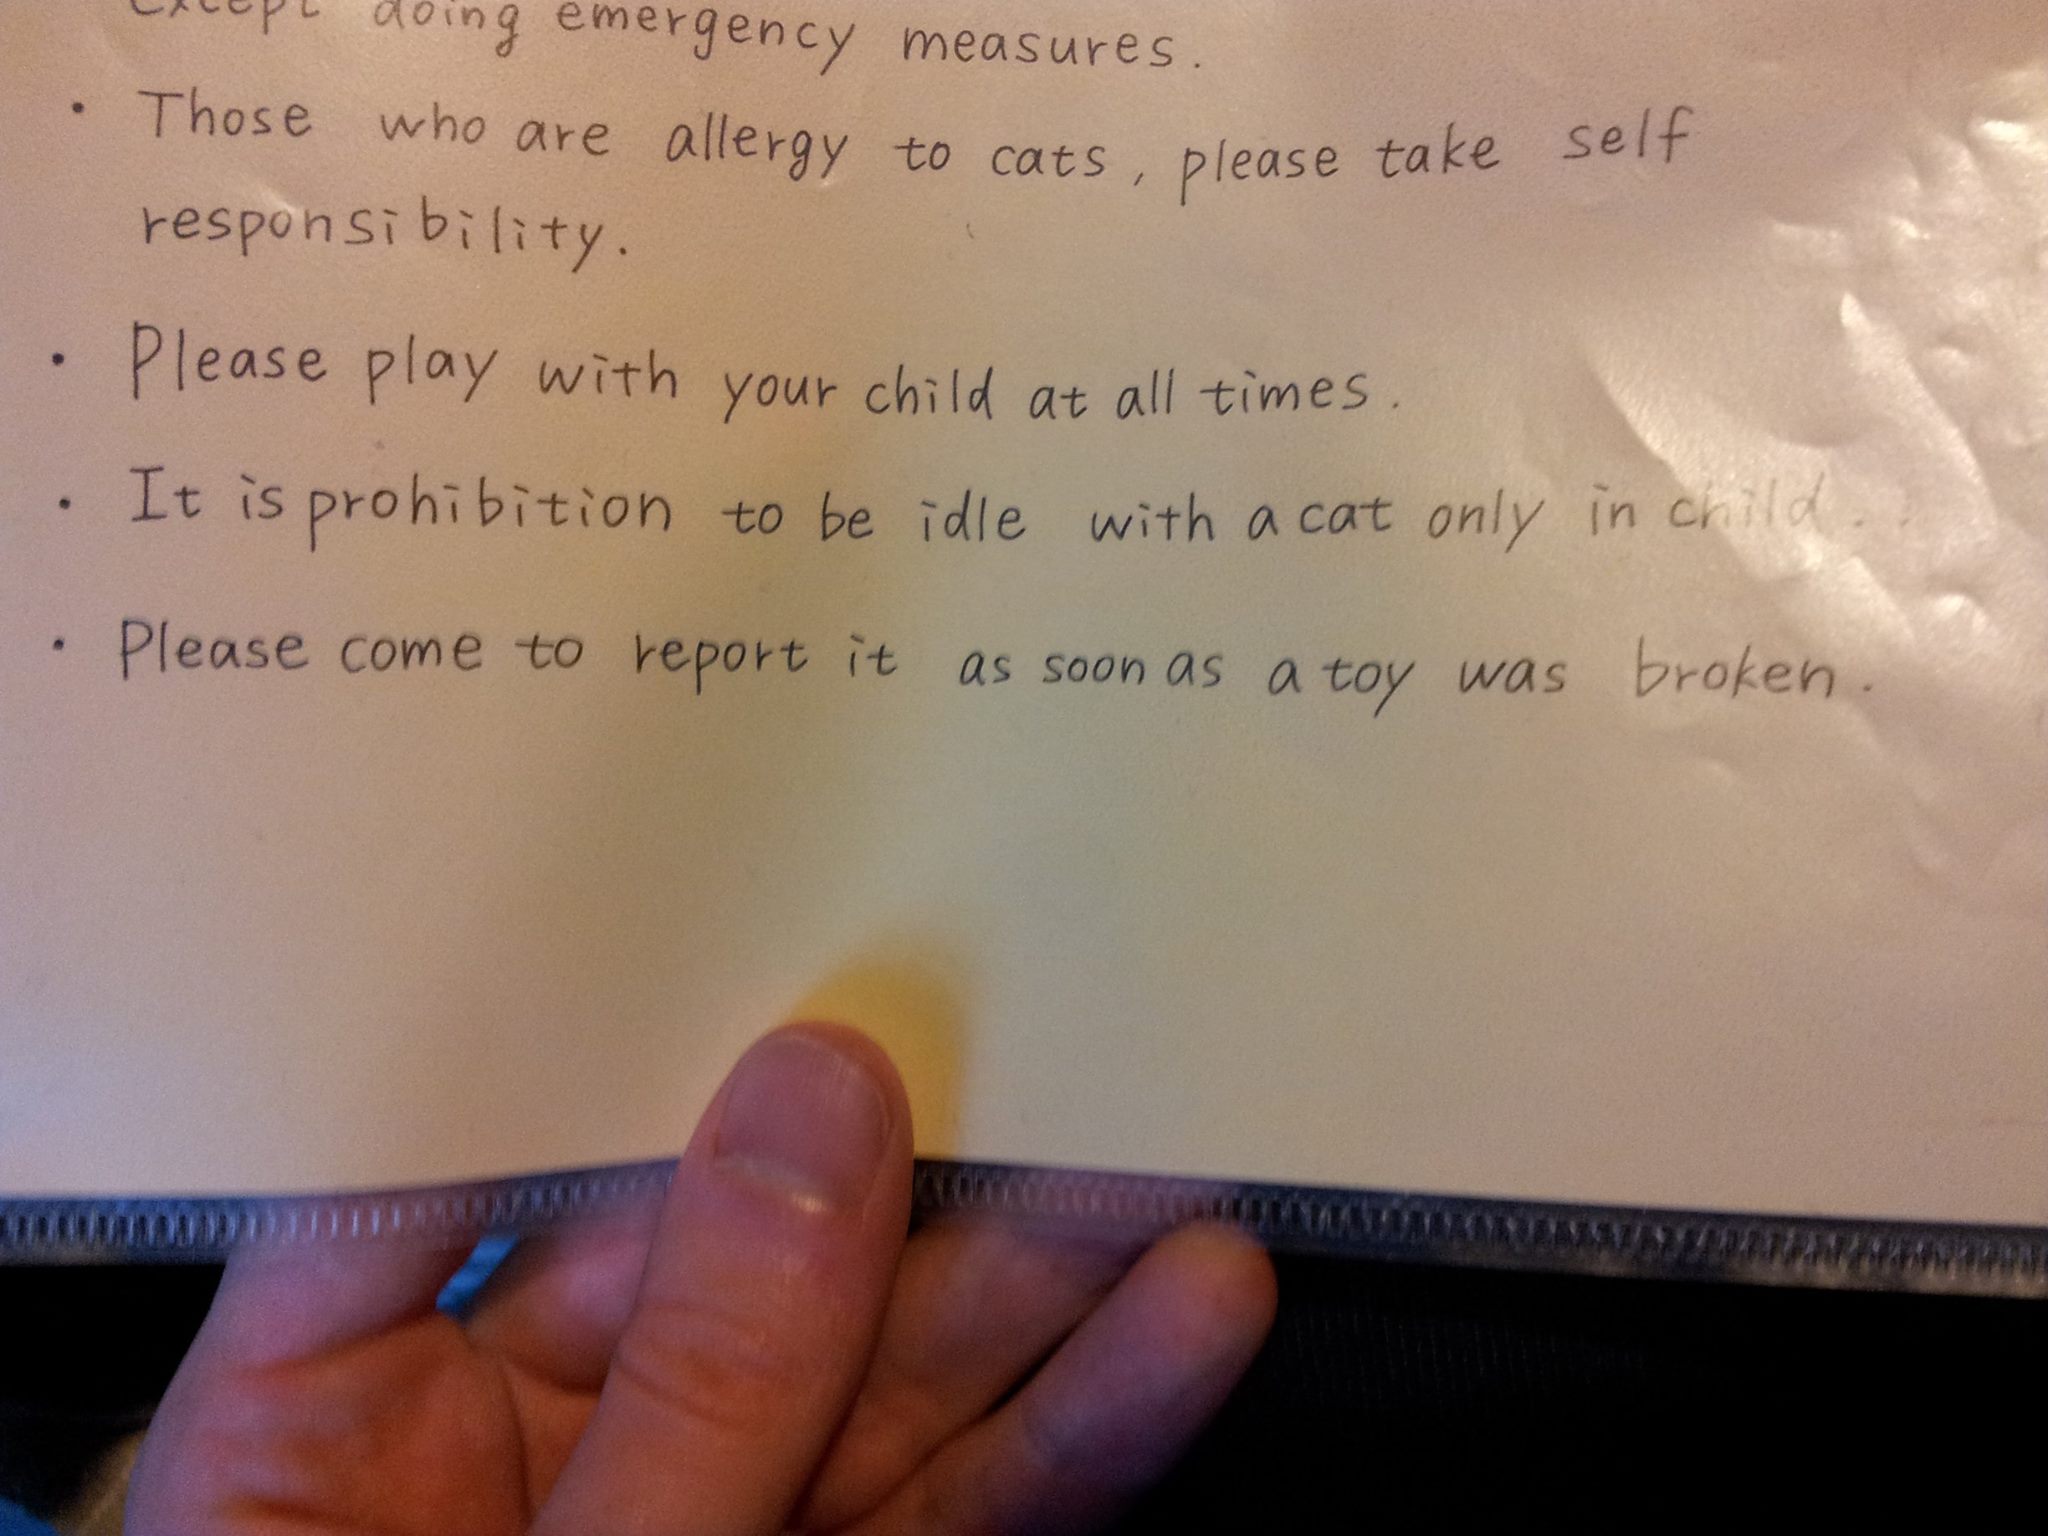 Except doing emergency measures.
· Those who are allergy to cats, please take self
responsibility.
· Please play with your child at all times.
· It is prohibition to be idle with a cat only in child..
· Please come to report it as soon as a toy was broken.